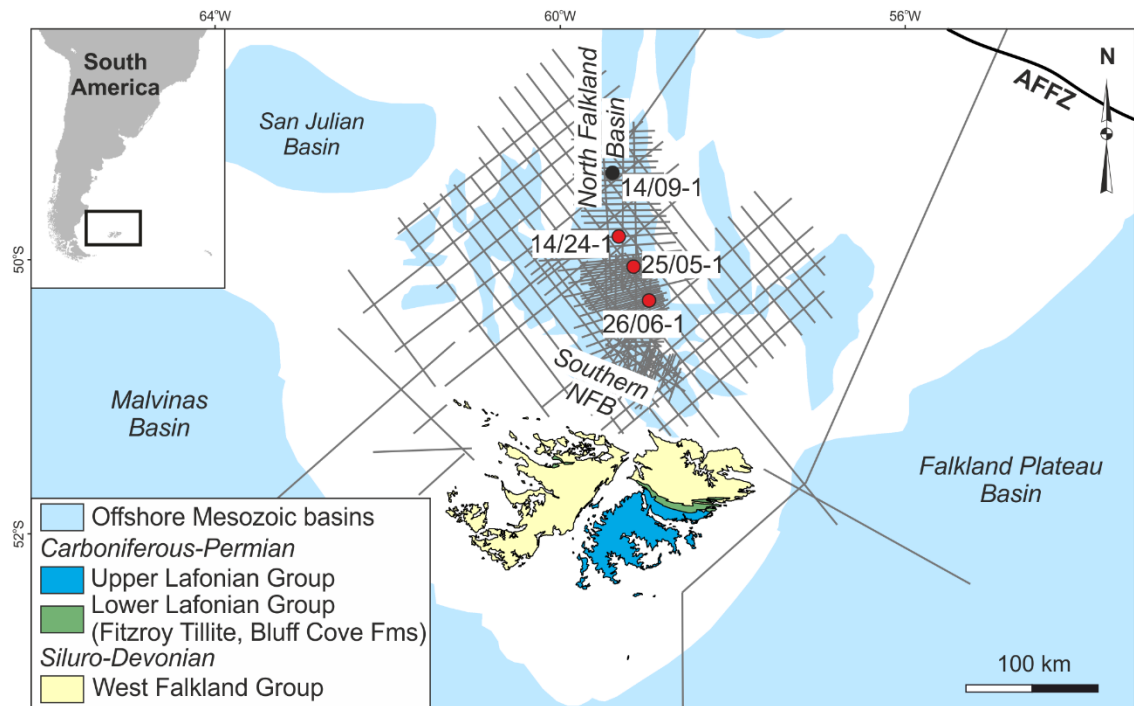 64°W
60°W
56°W
South
America
San Julian
Basin
North Falkland
Basin
AFFZ
N
14/09-1
14/24-1
25/05-1
26/06-1
50°S
Southern
NFB
Malvinas
Basin
Falkland Plateau
Basin
52°S
Offshore Mesozoic basins
Carboniferous-Permian
Upper Lafonian Group
Lower Lafonian Group
(Fitzroy Tillite, Bluff Cove Fms)
Siluro-Devonian
West Falkland Group
100 km